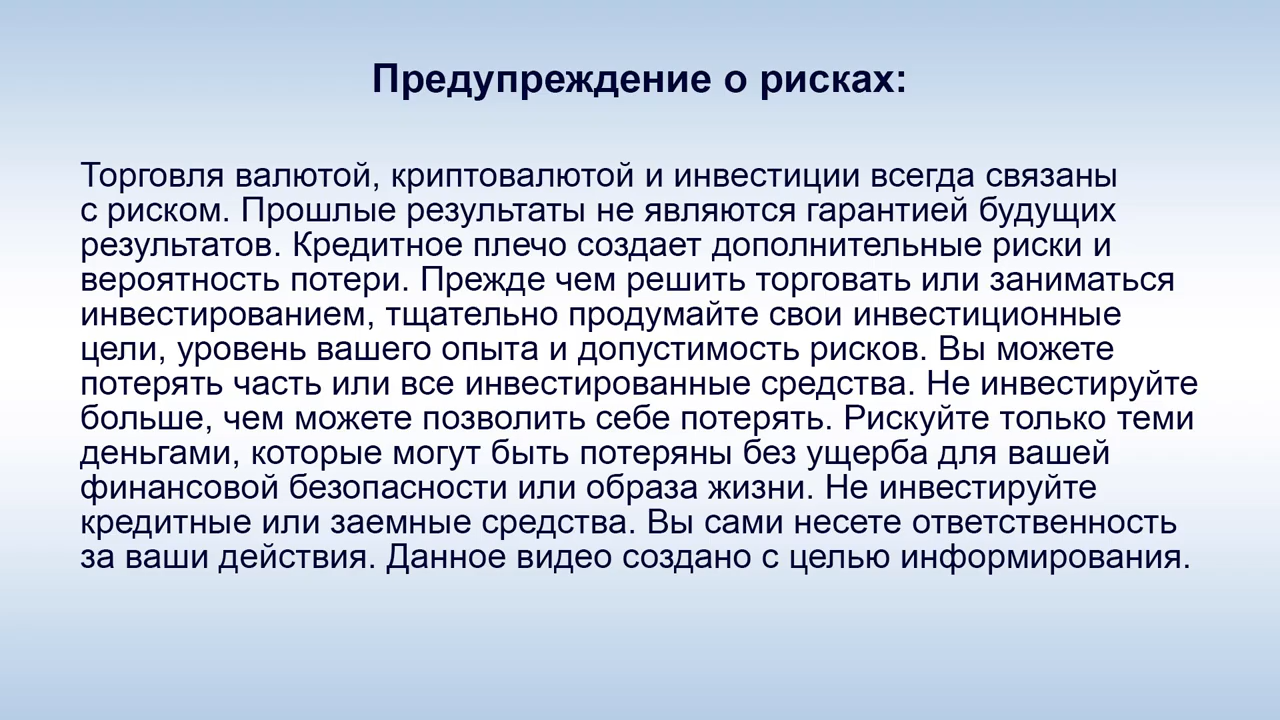 Предупреждение о рисках:
Торговля валютой, криптовалютой и инвестиции всегда связаны
с риском. Прошлые результаты не являются гарантией будущих
результатов. Кредитное плечо создает дополнительные риски и
вероятность потери. Прежде чем решить торговать или заниматься
инвестированием, тщательно продумайте свои инвестиционные
цели, уровень вашего опыта и допустимость рисков. Вы можете
потерять часть или все инвестированные средства. Не инвестируйте
больше, чем можете позволить себе потерять. Рискуйте только теми
деньгами, которые могут быть потеряны без ущерба для вашей
финансовой безопасности или образа жизни. Не инвестируйте
кредитные или заемные средства. Вы сами несете ответственность
за ваши действия. Данное видео создано с целью информирования.